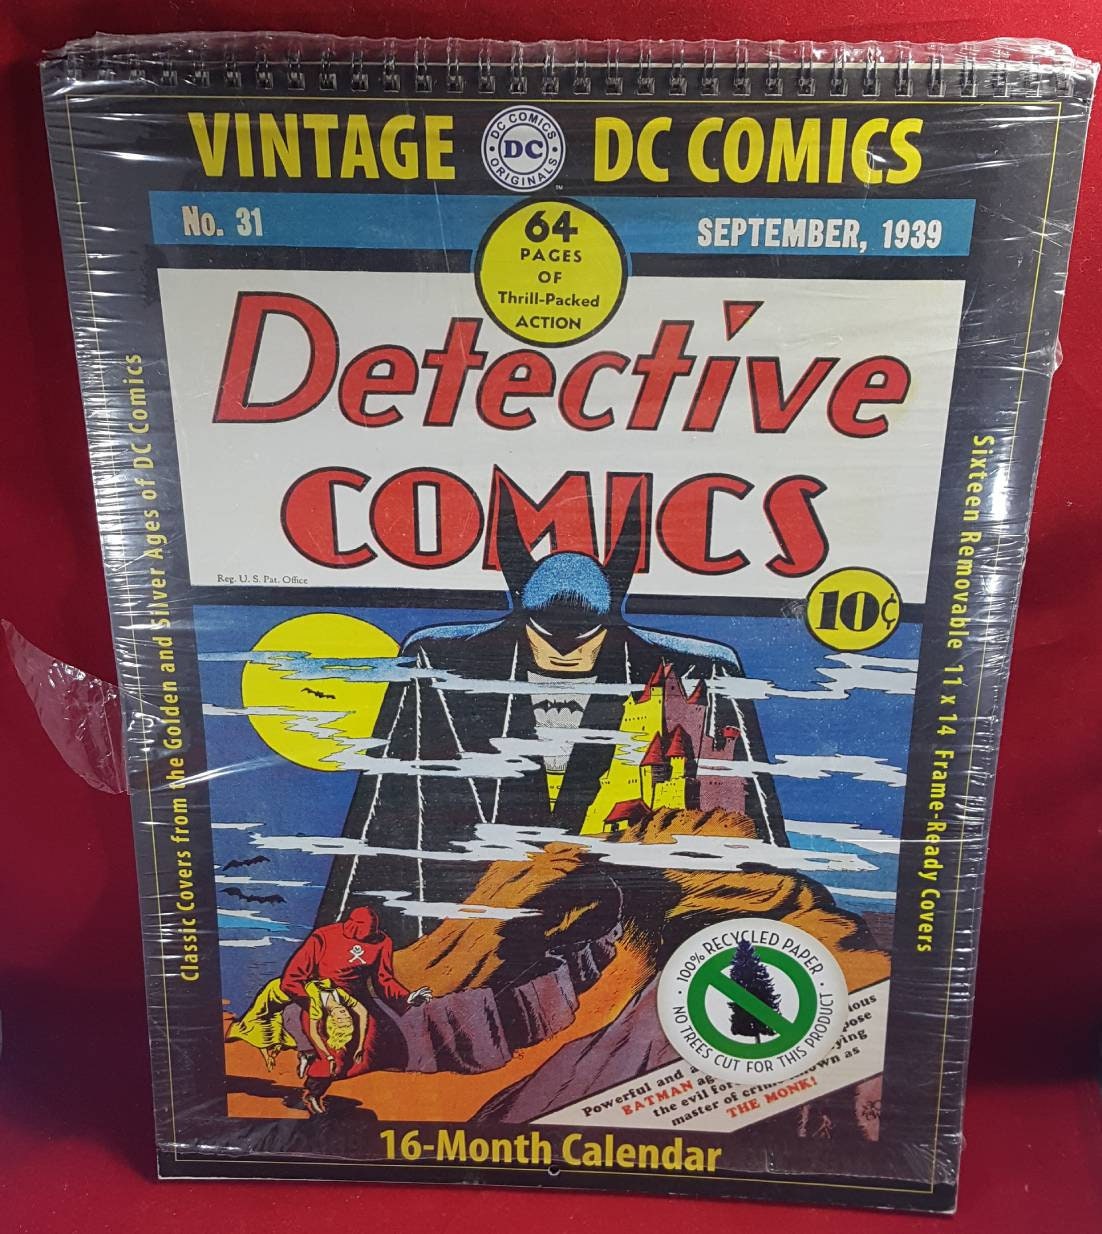 VINTAGE DC COMICS
DC COMICS
DC
ORIGINALS
TM
No. 31
64
PAGES
OF
Thrill-Packed
ACTION
SEPTEMBER, 1939
Detective
COMICS
Reg. U. S. Pat. Office
10¢
Classic Covers from the Golden and Silver Ages of DC Comics
Sixteen Removable 11 x 14 Frame-Ready Covers
100% RECYCLED PAPER
NO TREES CUT FOR THIS PRODUCT
Powerful and
BATMAN
the evil
master of known as
THE MONK!
16-Month Calendar